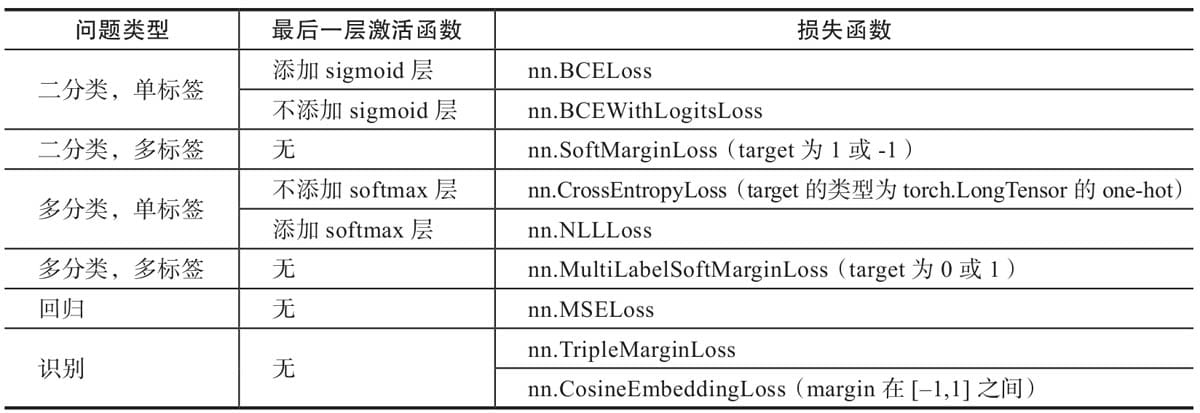 问题类型 最后一层激活函数 损失函数
二分类，单标签 添加 sigmoid 层 nn.BCELoss
不添加 sigmoid 层 nn.BCEWithLogitsLoss
二分类，多标签 无 nn.SoftMarginLoss（target 为 1 或 -1）
多分类，单标签 不添加 softmax 层 nn.CrossEntropyLoss（target 的类型为 torch.LongTensor 的 one-hot）
添加 softmax 层 nn.NLLLoss
多分类，多标签 无 nn.MultiLabelSoftMarginLoss（target 为 0 或 1）
回归 无 nn.MSELoss
识别 无 nn.TripleMarginLoss
nn.CosineEmbeddingLoss（margin 在 [–1,1] 之间）